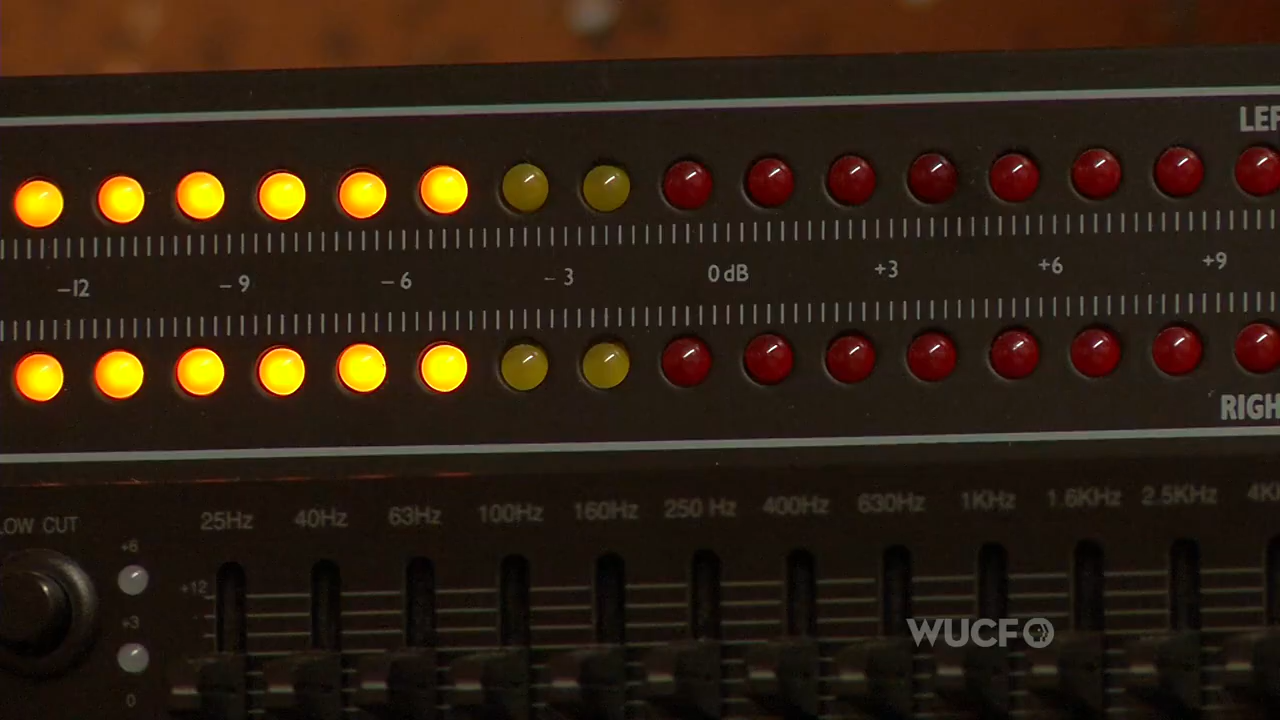 LEF
−12 −9 −6 −3 0 dB +3 +6 +9
RIGH
25Hz 40Hz 63Hz 100Hz 160Hz 250 Hz 400Hz 630Hz 1KHz 1.6KHz 2.5KHz 4K
LOW CUT
+6
+12
+3
0
WUCF